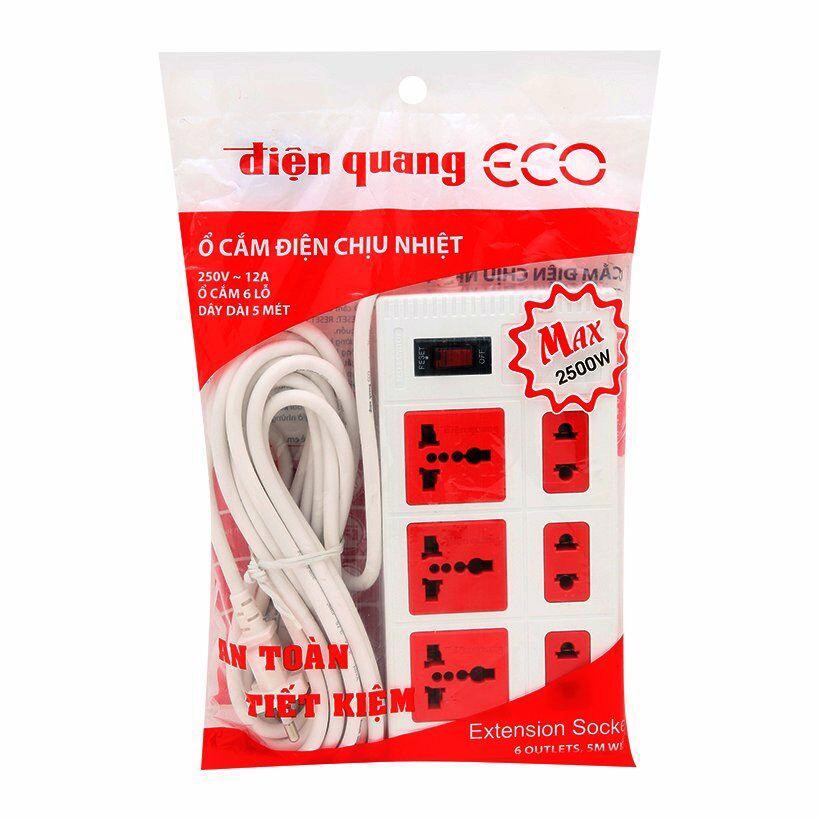 điện quang ECO
Ổ CẮM ĐIỆN CHỊU NHIỆT
250V ~ 12A
Ổ CẮM 6 LỖ
DÂY DÀI 5 MÉT
RESET
OFF
MAX
2500W
AN TOÀN
TIẾT KIỆM
Extension Socke
6 OUTLETS, 5M WI